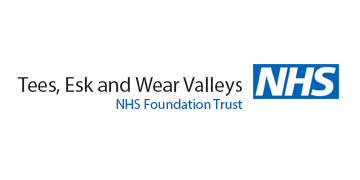 Tees, Esk and Wear Valleys NHS
NHS Foundation Trust